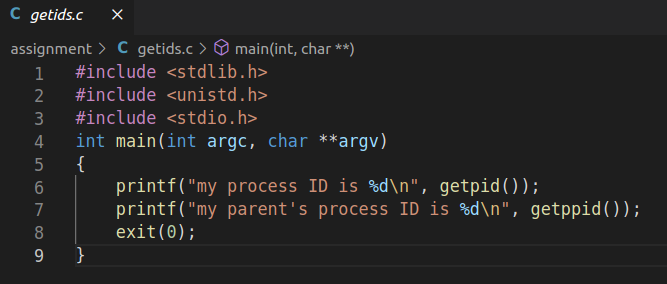 C getids.c ×
assignment > C getids.c > main(int, char **)
1 #include <stdlib.h>
2 #include <unistd.h>
3 #include <stdio.h>
4 int main(int argc, char **argv)
5 {
6 printf("my process ID is %d\n", getpid());
7 printf("my parent's process ID is %d\n", getppid());
8 exit(0);
9 }